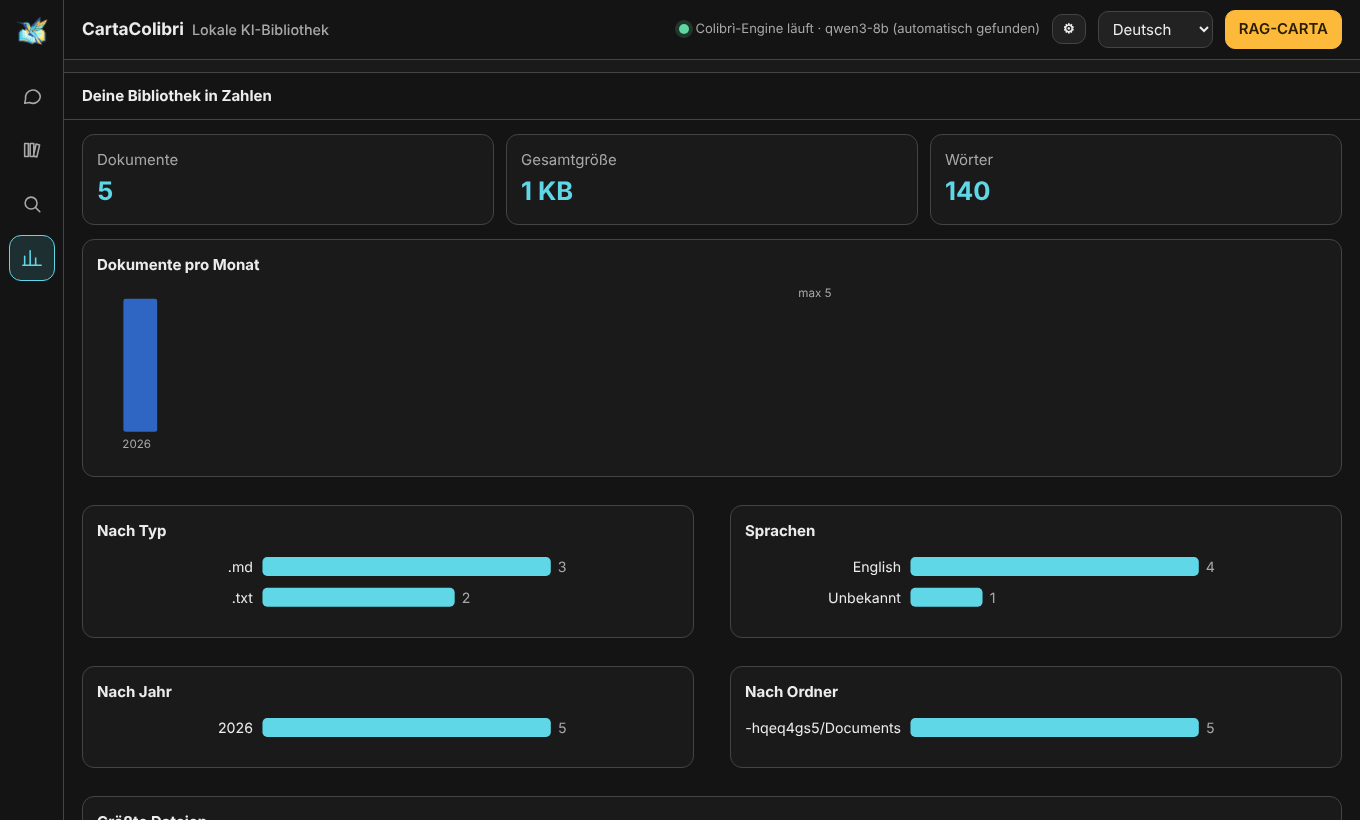 CartaColibri Lokale KI-Bibliothek
Colibrì-Engine läuft · qwen3-8b (automatisch gefunden)
Deutsch
RAG-CARTA
Deine Bibliothek in Zahlen
Dokumente
5
Gesamtgröße
1 KB
Wörter
140
Dokumente pro Monat
max 5
2026
Nach Typ
.md 3
.txt 2
Sprachen
English 4
Unbekannt 1
Nach Jahr
2026 5
Nach Ordner
-hqeq4gs5/Documents 5
Größte Dateien